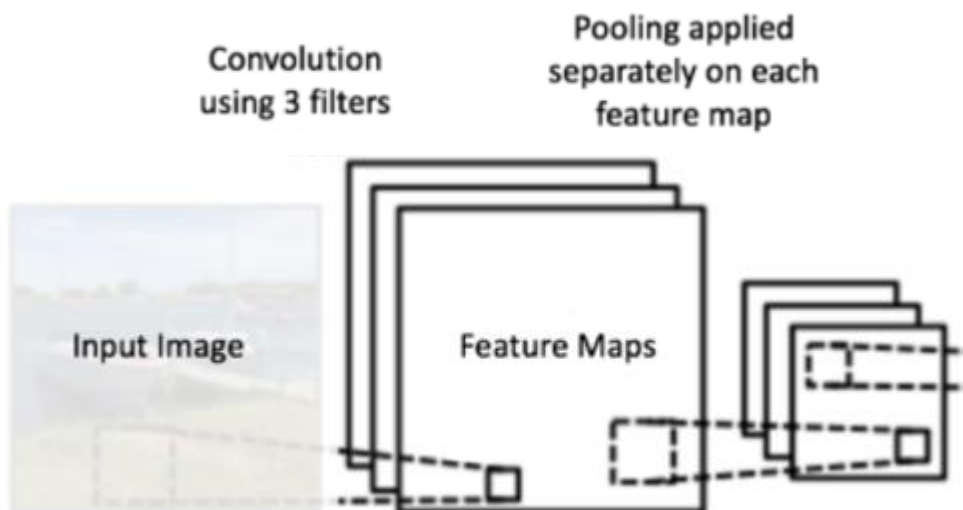 Convolution
using 3 filters
Pooling applied
separately on each
feature map
Input Image
Feature Maps